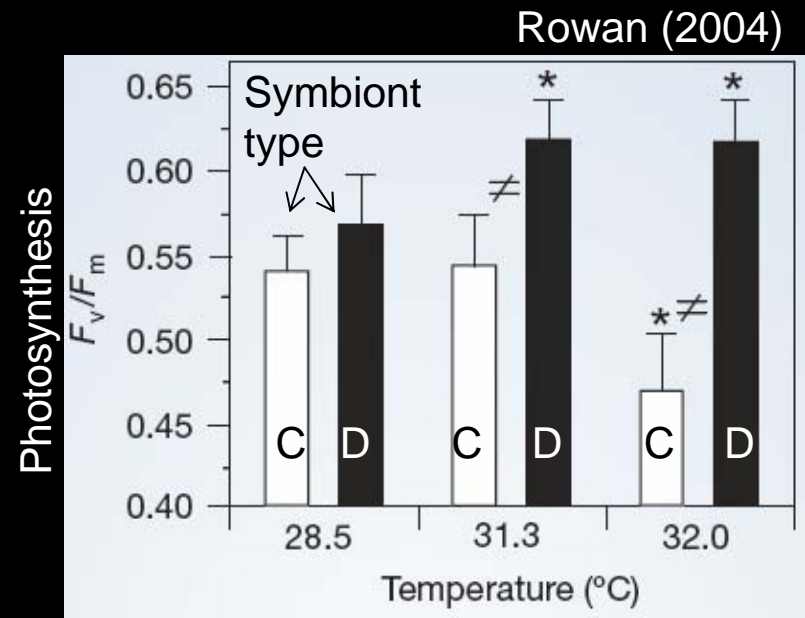 Rowan (2004)
Photosynthesis
Fv/Fm
0.65
0.60
0.55
0.50
0.45
0.40
Symbiont
type
*
*
≠
*≠
C D C D C D
28.5 31.3 32.0
Temperature (ºC)